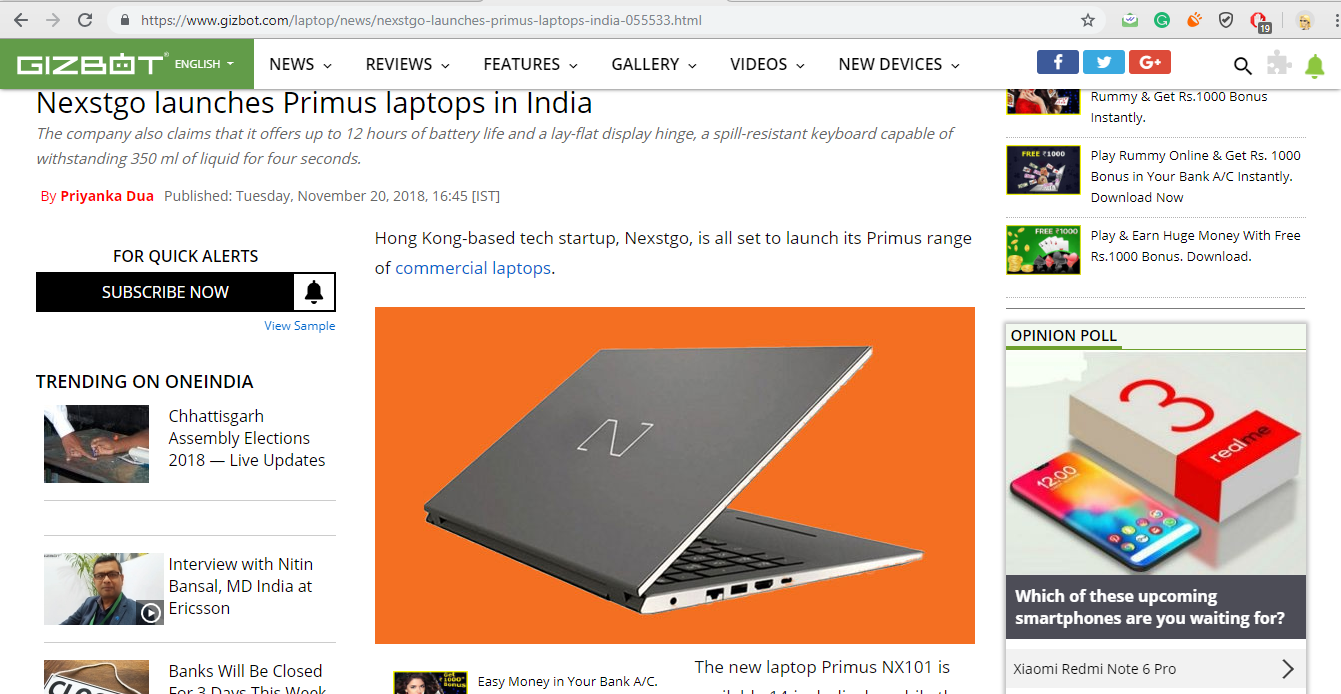 https://www.gizbot.com/laptop/news/nexstgo-launches-primus-laptops-india-055533.html
19
GIZBOT ENGLISH NEWS REVIEWS FEATURES GALLERY VIDEOS NEW DEVICES f G+
Nexstgo launches Primus laptops in India
The company also claims that it offers up to 12 hours of battery life and a lay-flat display hinge, a spill-resistant keyboard capable of
withstanding 350 ml of liquid for four seconds.
By Priyanka Dua Published: Tuesday, November 20, 2018, 16:45 [IST]
FOR QUICK ALERTS
SUBSCRIBE NOW
View Sample
TRENDING ON ONEINDIA
Chhattisgarh
Assembly Elections
2018 — Live Updates
Interview with Nitin
Bansal, MD India at
Ericsson
Banks Will Be Closed
For 3 Days This Week
Hong Kong-based tech startup, Nexstgo, is all set to launch its Primus range
of commercial laptops.
N
Get
₹1000*
Bonus
Easy Money in Your Bank A/C.
The new laptop Primus NX101 is
Rummy & Get Rs.1000 Bonus
Instantly.
FREE ₹1000
Play Rummy Online & Get Rs. 1000
Bonus in Your Bank A/C Instantly.
Download Now
FREE ₹1000
Play & Earn Huge Money With Free
Rs.1000 Bonus. Download.
OPINION POLL
3
realme
12:00
Which of these upcoming
smartphones are you waiting for?
Xiaomi Redmi Note 6 Pro